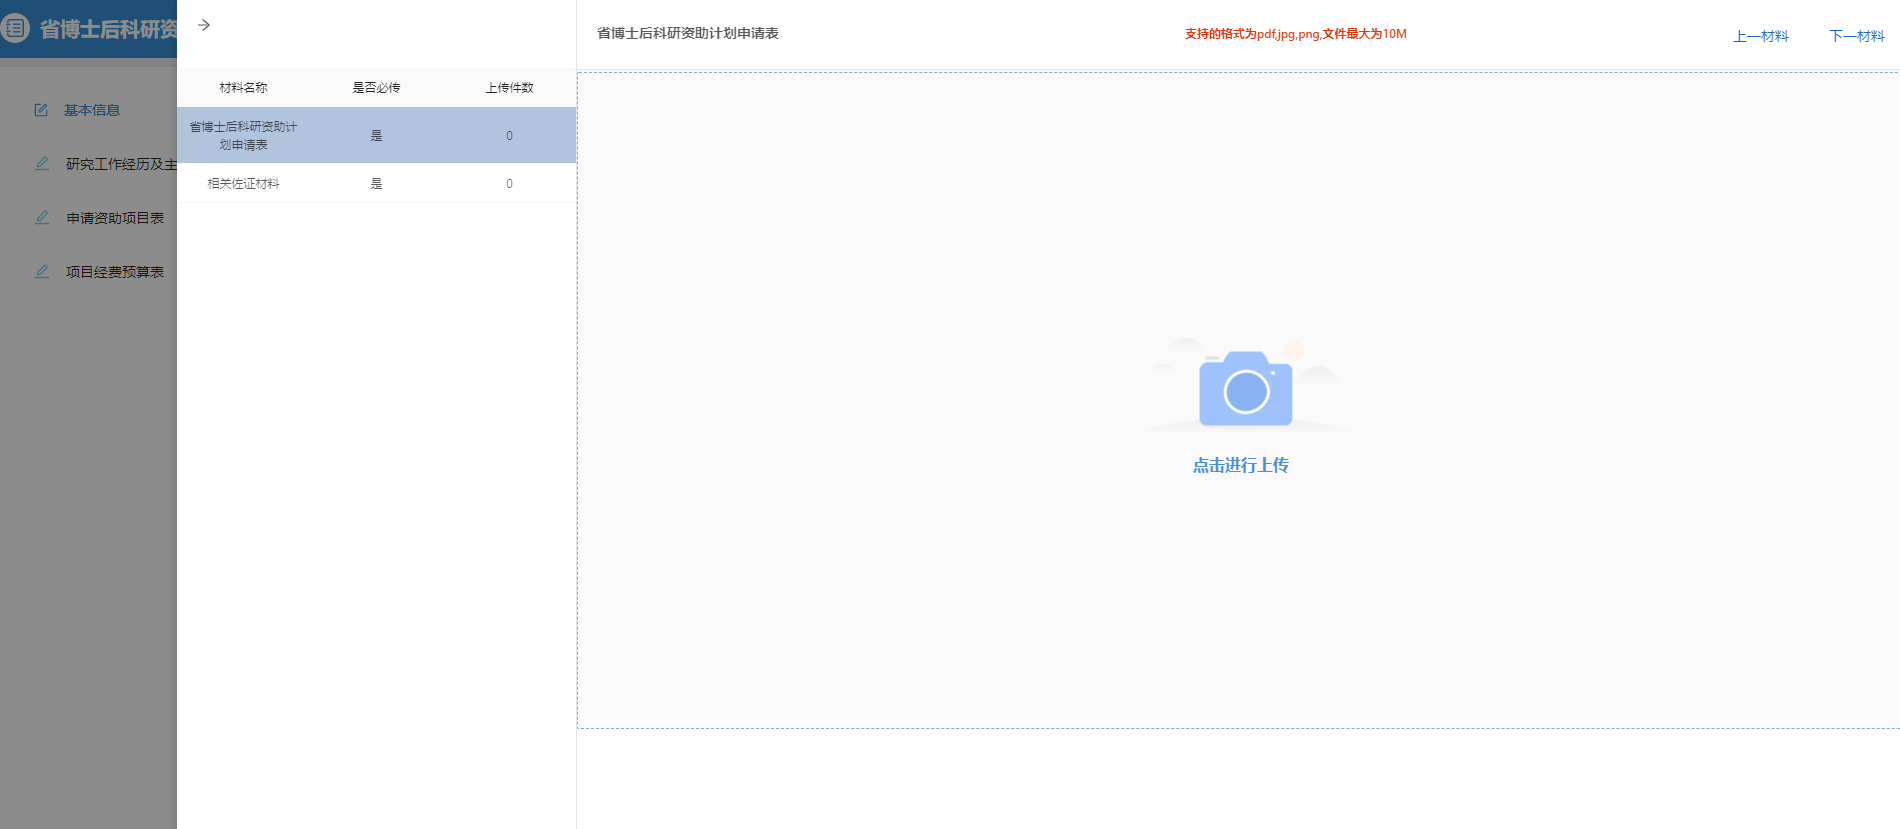 省博士后科研资
基本信息
研究工作经历及主
申请资助项目表
项目经费预算表
材料名称 是否必传 上传件数
省博士后科研资助计
划申请表
是 0
相关佐证材料 是 0
省博士后科研资助计划申请表 支持的格式为pdf,jpg,png,文件最大为10M 上一材料 下一材料
点击进行上传